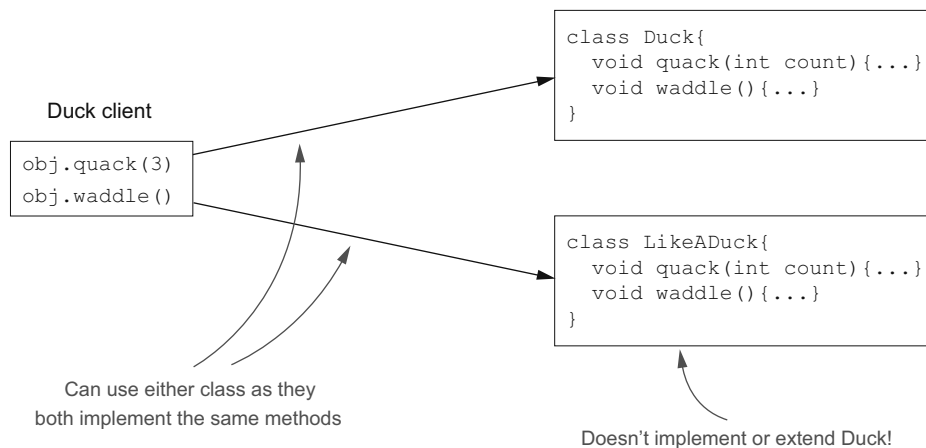 class Duck{
void quack(int count){...}
void waddle(){...}
}
Duck client
obj.quack(3)
obj.waddle()
class LikeADuck{
void quack(int count){...}
void waddle(){...}
}
Can use either class as they
both implement the same methods
Doesn't implement or extend Duck!